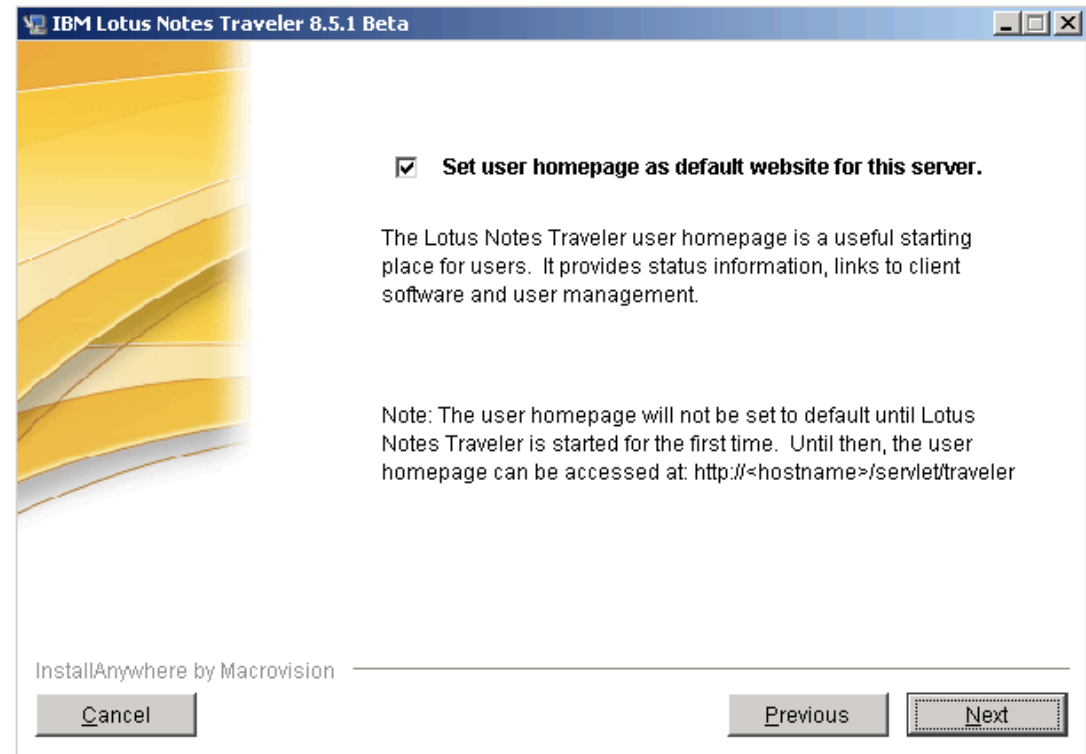 IBM Lotus Notes Traveler 8.5.1 Beta
Set user homepage as default website for this server.
The Lotus Notes Traveler user homepage is a useful starting
place for users.  It provides status information, links to client
software and user management.
Note: The user homepage will not be set to default until Lotus
Notes Traveler is started for the first time.  Until then, the user
homepage can be accessed at: http://<hostname>/servlet/traveler
InstallAnywhere by Macrovision
Cancel
Previous
Next